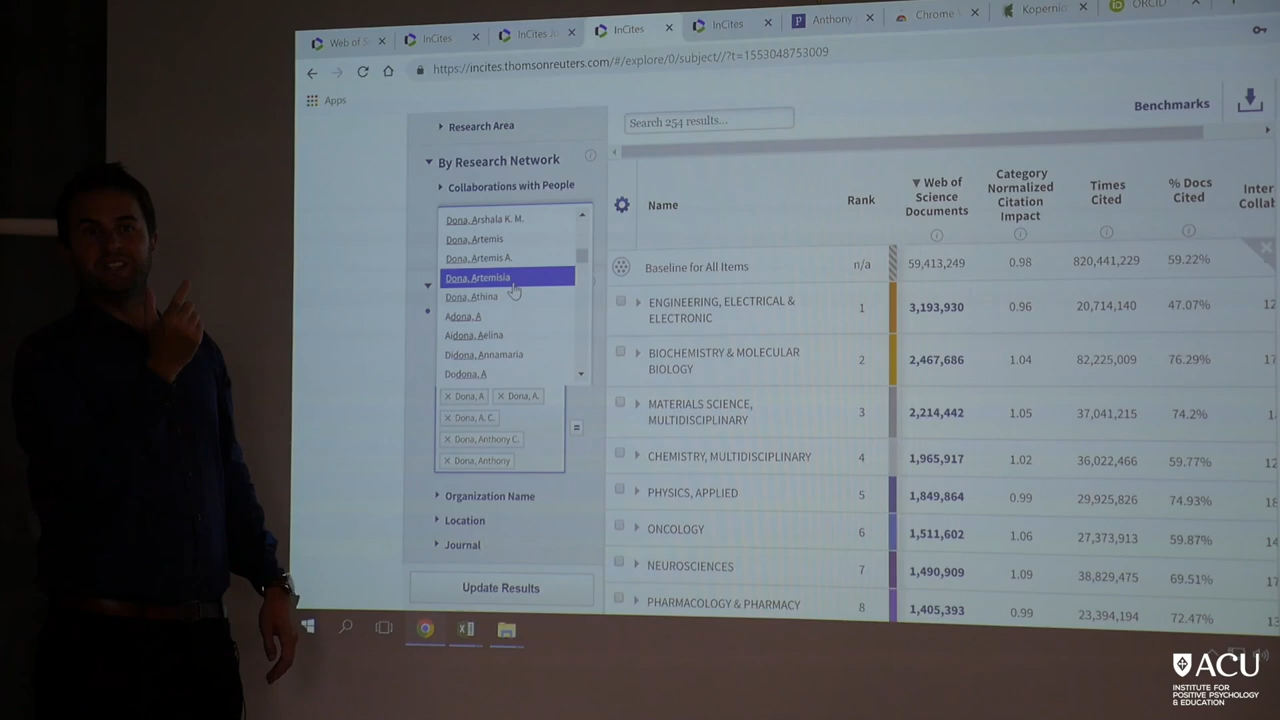 Web of S
InCites
InCites Jo
InCites
InCites
Anthony
Chrome
Kopernic
ORCID
https://incites.thomsonreuters.com/#/explore/0/subject//?t=1553048753009
Apps
Research Area
By Research Network
Collaborations with People
Dona, Arshala K. M.
Dona, Artemis
Dona, Artemis A.
Dona, Artemisia
Dona, Athina
Adona, A
Aidona, Aelina
Didona, Annamaria
Dodona, A
× Dona, A × Dona, A.
× Dona, A. C.
× Dona, Anthony C.
× Dona, Anthony
=
Organization Name
Location
Journal
Update Results
Search 254 results...
Benchmarks
Name Rank ▼ Web of Science Documents Category Normalized Citation Impact Times Cited % Docs Cited Inter Collab
Baseline for All Items n/a 59,413,249 0.98 820,441,229 59.22%
ENGINEERING, ELECTRICAL & ELECTRONIC 1 3,193,930 0.96 20,714,140 47.07%
BIOCHEMISTRY & MOLECULAR BIOLOGY 2 2,467,686 1.04 82,225,009 76.29%
MATERIALS SCIENCE, MULTIDISCIPLINARY 3 2,214,442 1.05 37,041,215 74.2%
CHEMISTRY, MULTIDISCIPLINARY 4 1,965,917 1.02 36,022,466 59.77%
PHYSICS, APPLIED 5 1,849,864 0.99 29,925,826 74.93%
ONCOLOGY 6 1,511,602 1.06 27,373,913 59.87%
NEUROSCIENCES 7 1,490,909 1.09 38,829,475 69.51%
PHARMACOLOGY & PHARMACY 8 1,405,393 0.99 23,394,194 72.47%
ACU
INSTITUTE FOR
POSITIVE PSYCHOLOGY
& EDUCATION